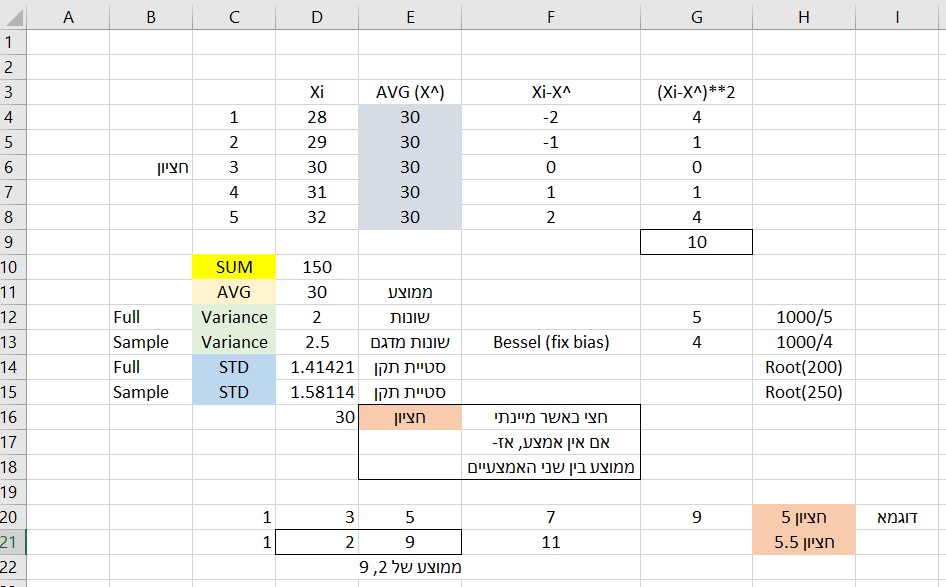 A B C D E F G H I
1
2
3 Xi AVG (X^) Xi-X^ (Xi-X^)**2
4 1 28 30 -2 4
5 2 29 30 -1 1
6 חציון 3 30 30 0 0
7 4 31 30 1 1
8 5 32 30 2 4
9 10
10 SUM 150
11 AVG 30 ממוצע
12 Full Variance 2 שונות 5 1000/5
13 Sample Variance 2.5 שונות מדגם Bessel (fix bias) 4 1000/4
14 Full STD 1.41421 סטיית תקן Root(200)
15 Sample STD 1.58114 סטיית תקן Root(250)
16 30 חציון חצי כאשר מיינתי
17 אם אין אמצע, אז-
18 ממוצע בין שני האמצעיים
19
20 1 3 5 7 9 חציון 5 דוגמא
21 1 2 9 11 חציון 5.5
22 ממוצע של 2, 9